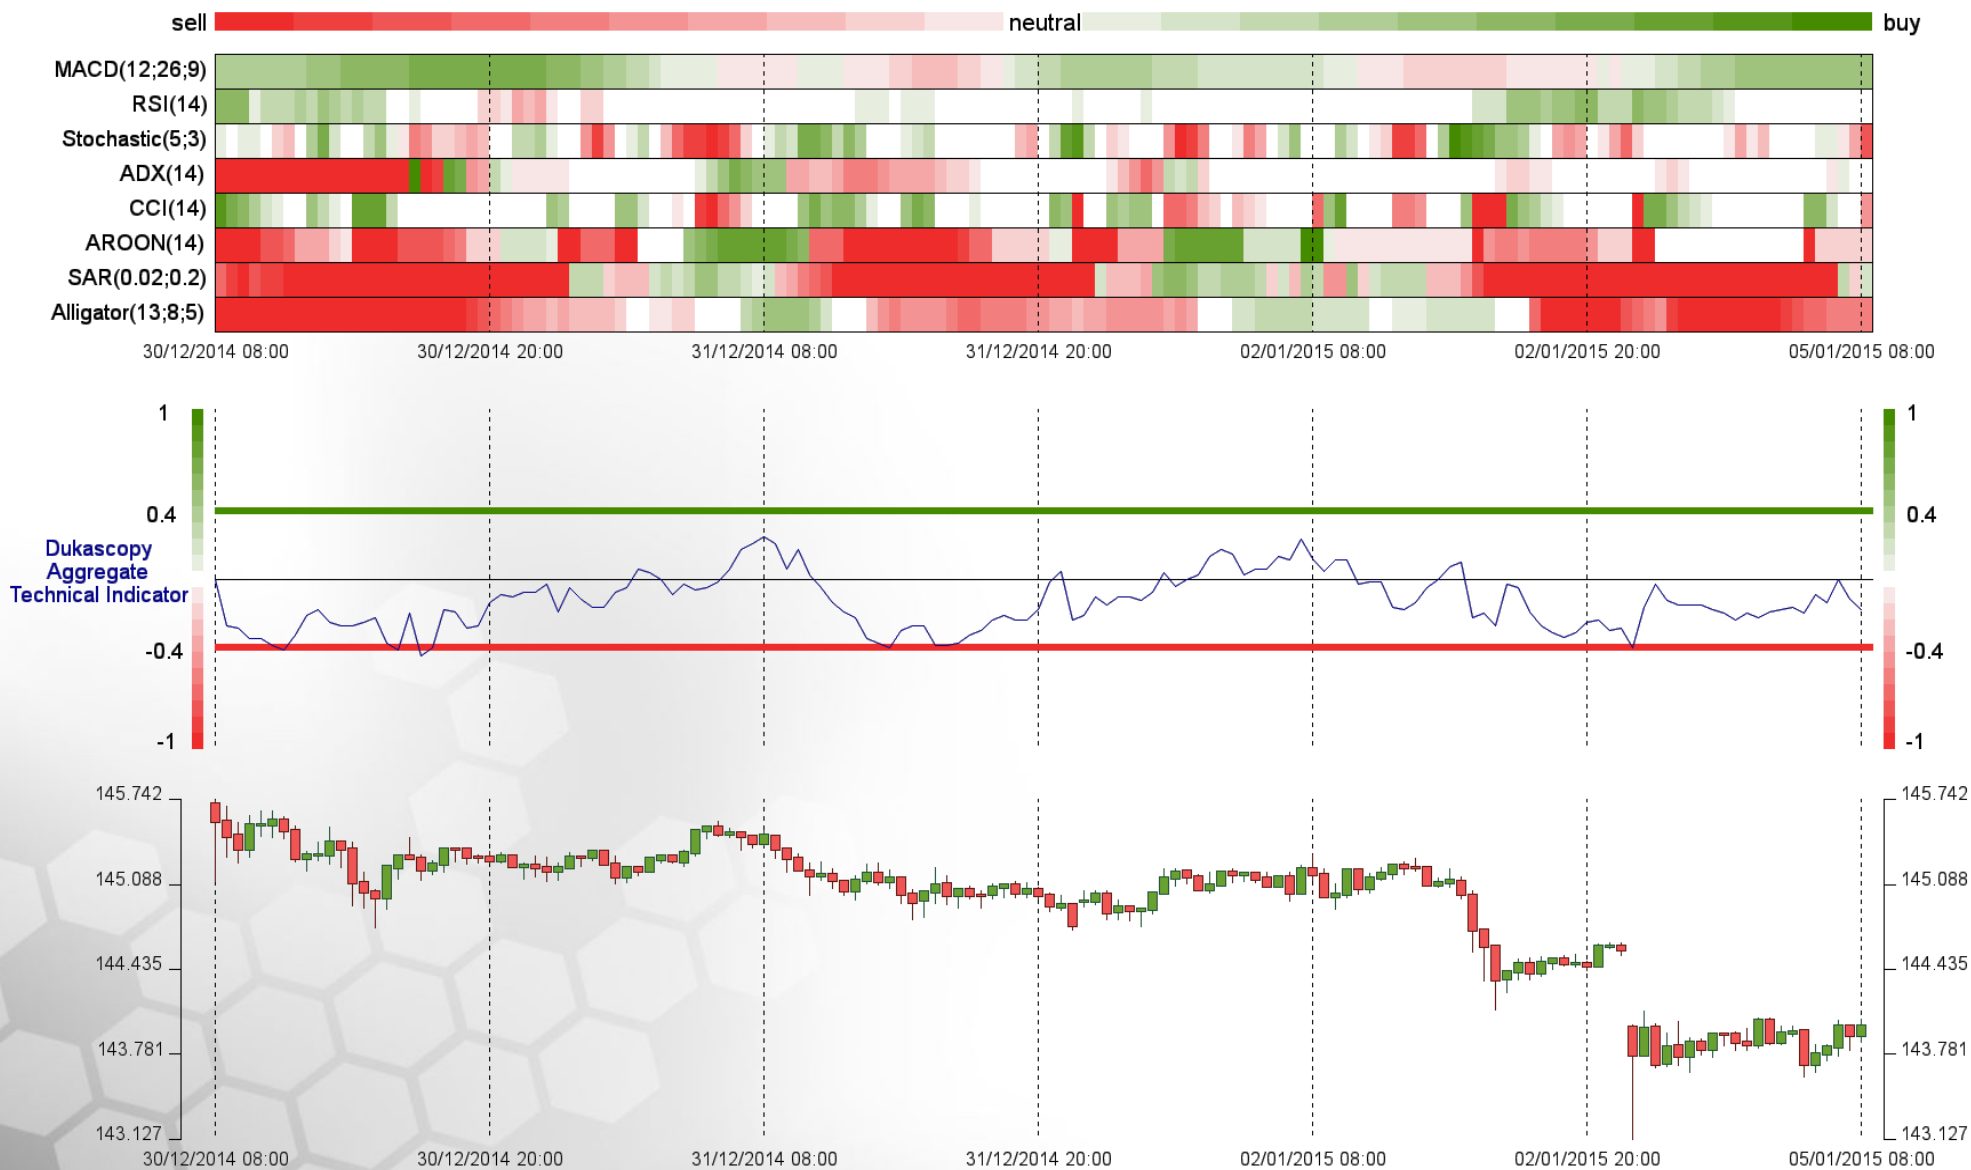 sell neutral buy
MACD(12;26;9)
RSI(14)
Stochastic(5;3)
ADX(14)
CCI(14)
AROON(14)
SAR(0.02;0.2)
Alligator(13;8;5)
30/12/2014 08:00 30/12/2014 20:00 31/12/2014 08:00 31/12/2014 20:00 02/01/2015 08:00 02/01/2015 20:00 05/01/2015 08:00
1 1
0.4 0.4
Dukascopy
Aggregate
Technical Indicator
-0.4 -0.4
-1 -1
145.742 145.742
145.088 145.088
144.435 144.435
143.781 143.781
143.127 143.127
30/12/2014 08:00 30/12/2014 20:00 31/12/2014 08:00 31/12/2014 20:00 02/01/2015 08:00 02/01/2015 20:00 05/01/2015 08:00